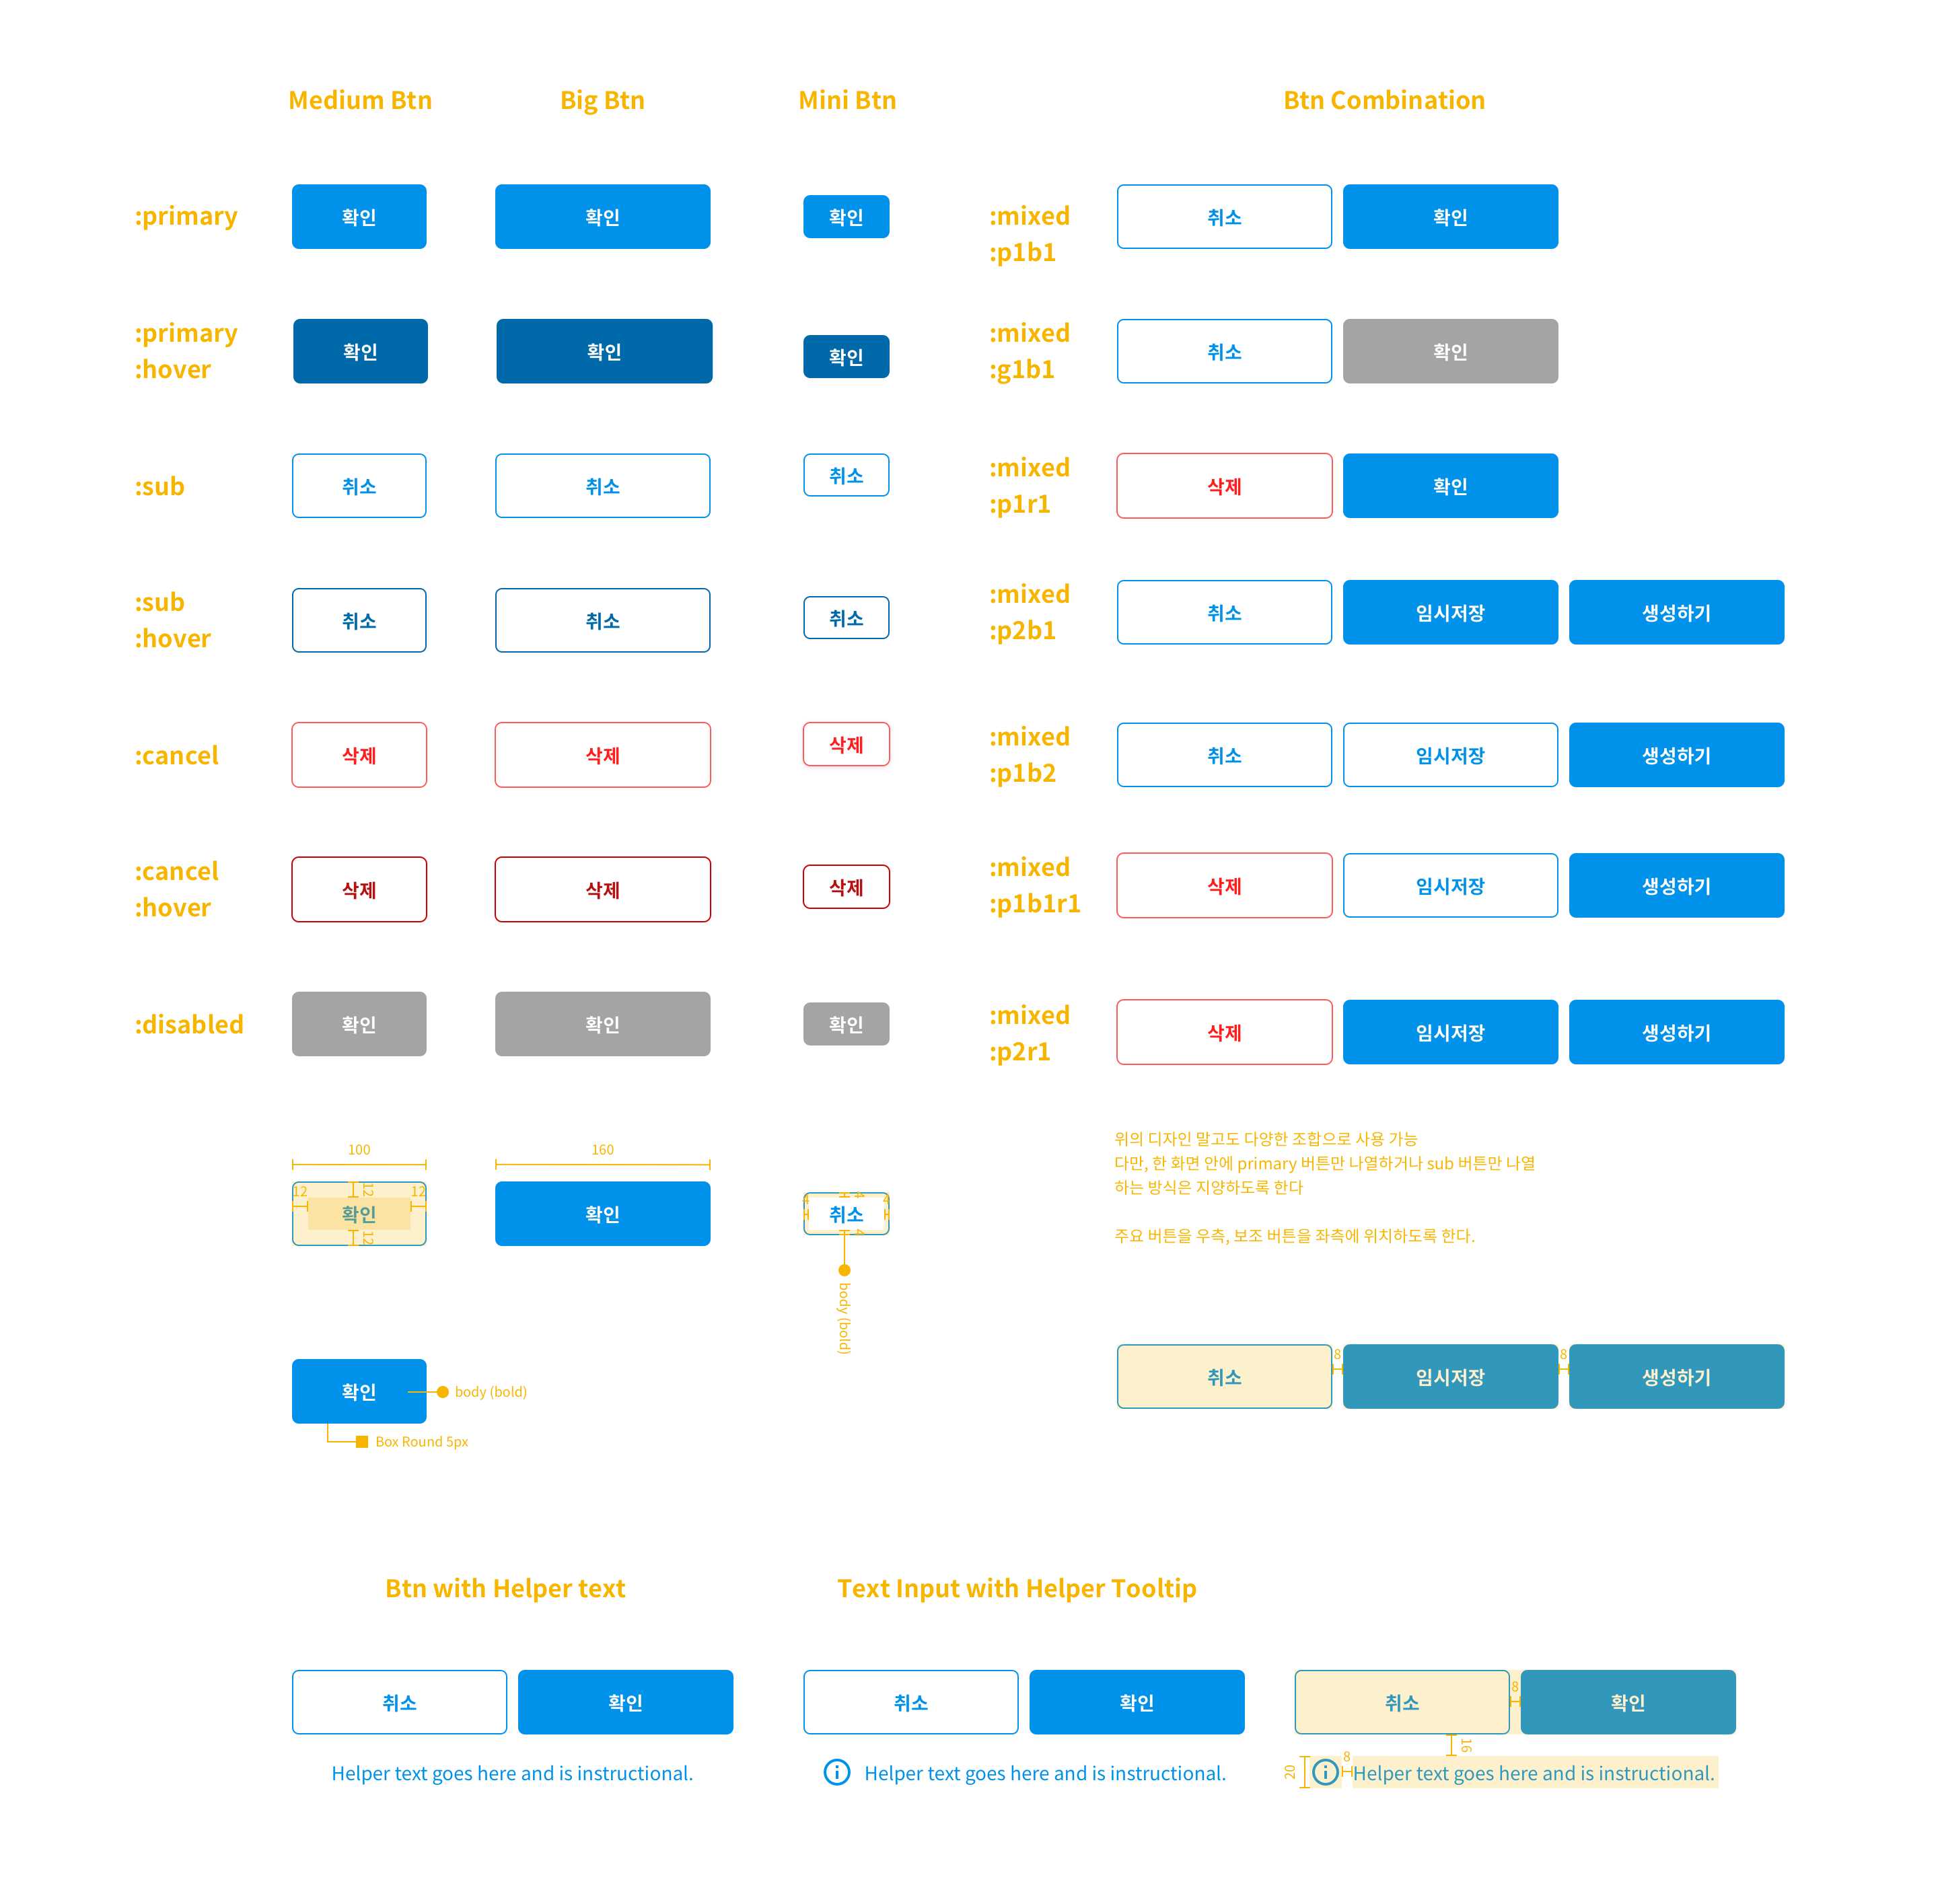 Medium Btn
Big Btn
Mini Btn
Btn Combination
:primary
확인
확인
확인
:mixed
:p1b1
취소
확인
:primary
:hover
확인
확인
확인
:mixed
:g1b1
취소
확인
:sub
취소
취소
취소
:mixed
:p1r1
삭제
확인
:sub
:hover
취소
취소
취소
:mixed
:p2b1
취소
임시저장
생성하기
:cancel
삭제
삭제
삭제
:mixed
:p1b2
취소
임시저장
생성하기
:cancel
:hover
삭제
삭제
삭제
:mixed
:p1b1r1
삭제
임시저장
생성하기
:disabled
확인
확인
확인
:mixed
:p2r1
삭제
임시저장
생성하기
100
12
12
12
확인
12
160
확인
4
4
4
취소
4
body (bold)
위의 디자인 말고도 다양한 조합으로 사용 가능
다만, 한 화면 안에 primary 버튼만 나열하거나 sub 버튼만 나열
하는 방식은 지양하도록 한다
주요 버튼을 우측, 보조 버튼을 좌측에 위치하도록 한다.
확인
body (bold)
Box Round 5px
취소
8
임시저장
8
생성하기
Btn with Helper text
Text Input with Helper Tooltip
취소
확인
Helper text goes here and is instructional.
취소
확인
Helper text goes here and is instructional.
취소
8
확인
16
20
8
Helper text goes here and is instructional.